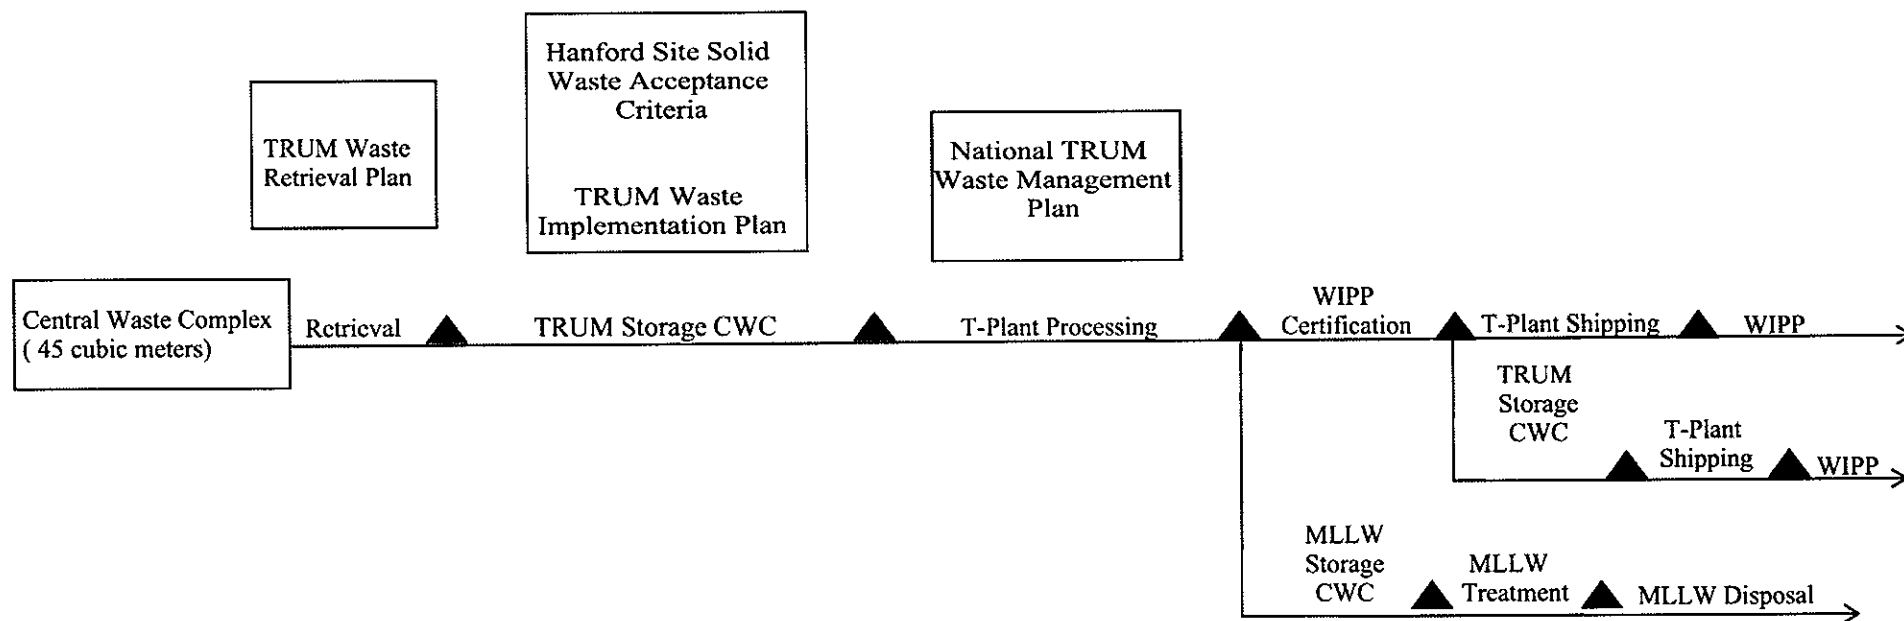 Hanford Site Solid
Waste Acceptance
Criteria
TRUM Waste
Implementation Plan
TRUM Waste
Retrieval Plan
National TRUM
Waste Management
Plan
Central Waste Complex
( 45 cubic meters)
Retrieval
TRUM Storage CWC
T-Plant Processing
WIPP
Certification
T-Plant Shipping
WIPP
TRUM
Storage
CWC
T-Plant
Shipping
WIPP
MLLW
Storage
CWC
MLLW
Treatment
MLLW Disposal